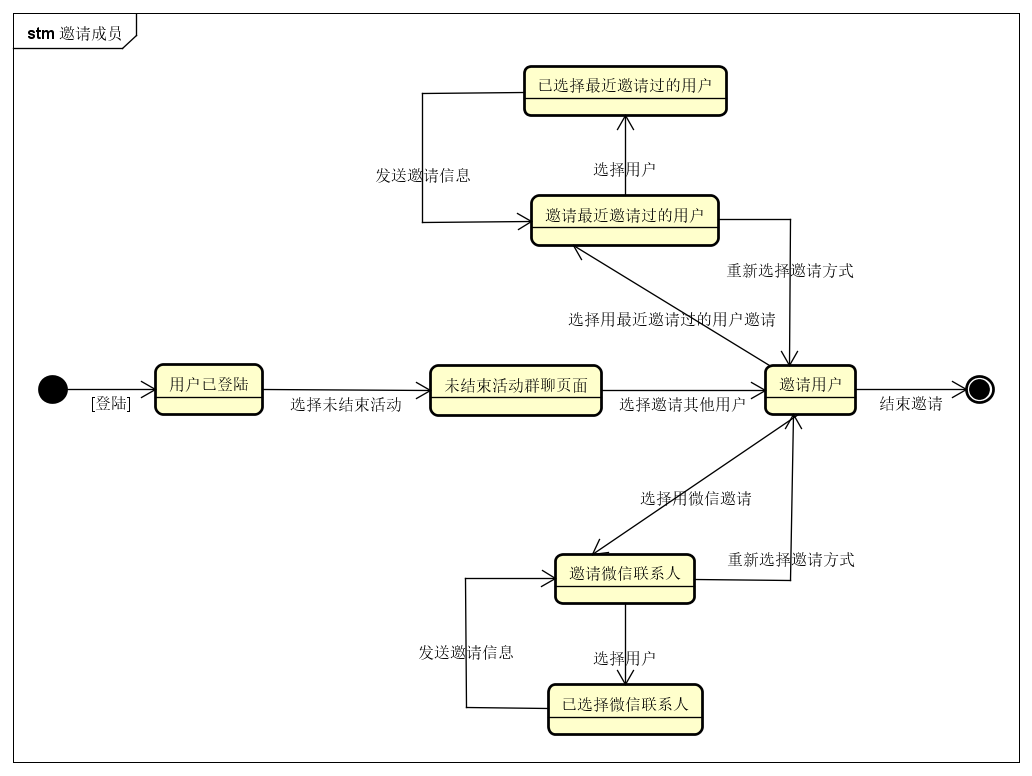 stm 邀请成员
已选择最近邀请过的用户
发送邀请信息
选择用户
邀请最近邀请过的用户
重新选择邀请方式
选择用最近邀请过的用户邀请
用户已登陆
未结束活动群聊页面
邀请用户
[登陆]
选择未结束活动
选择邀请其他用户
结束邀请
选择用微信邀请
重新选择邀请方式
邀请微信联系人
发送邀请信息
选择用户
已选择微信联系人